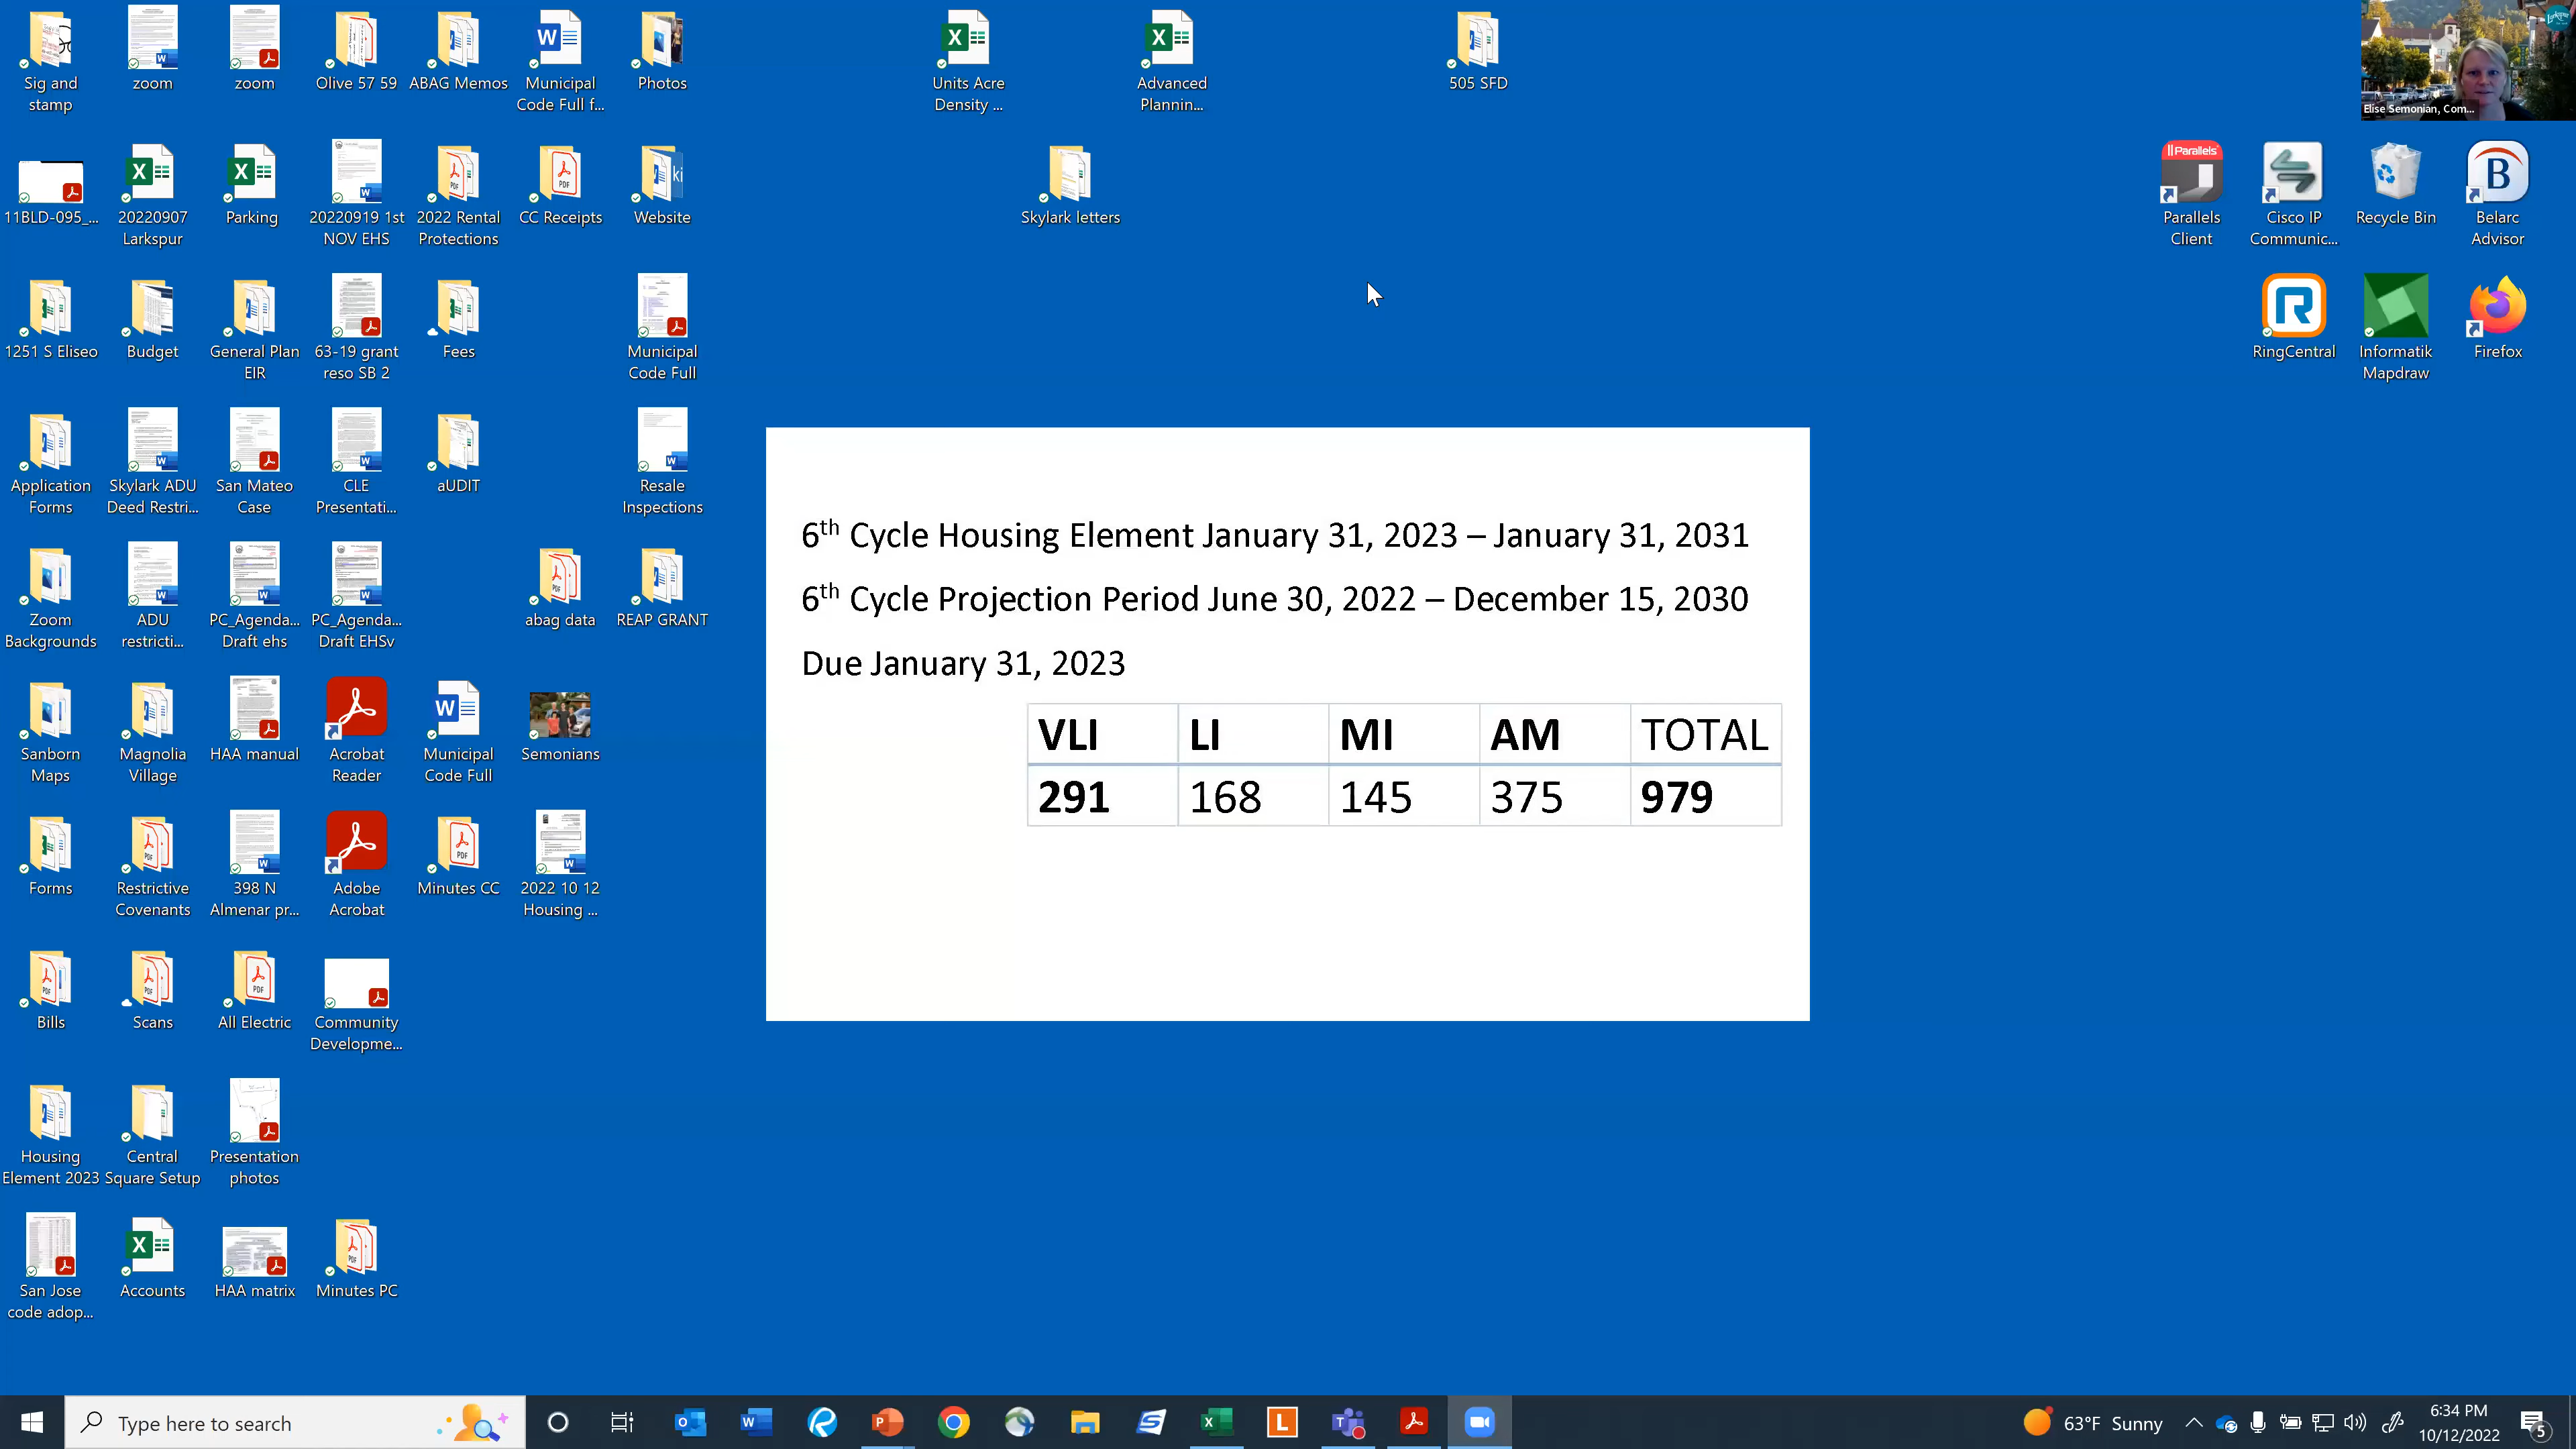 Sig and
stamp
zoom
zoom
Olive 57 59
ABAG Memos
Municipal
Code Full f...
Photos
Units Acre
Density ...
Advanced
Plannin...
505 SFD
Elise Semonian, Com...
11BLD-095_...
20220907
Larkspur
Parking
20220919 1st
NOV EHS
2022 Rental
Protections
CC Receipts
Website
Skylark letters
Parallels
Parallels
Client
Cisco IP
Communic...
Recycle Bin
Belarc
Advisor
1251 S Eliseo
Budget
General Plan
EIR
63-19 grant
reso SB 2
Fees
Municipal
Code Full
RingCentral
Informatik
Mapdraw
Firefox
Application
Forms
Skylark ADU
Deed Restri...
San Mateo
Case
CLE
Presentati...
aUDIT
Resale
Inspections
Zoom
Backgrounds
ADU
restricti...
PC_Agenda...
Draft ehs
PC_Agenda...
Draft EHSv
abag data
REAP GRANT
6th Cycle Housing Element January 31, 2023 – January 31, 2031
6th Cycle Projection Period June 30, 2022 – December 15, 2030
Due January 31, 2023
VLI LI MI AM TOTAL
291 168 145 375 979
Sanborn
Maps
Magnolia
Village
HAA manual
Acrobat
Reader
Municipal
Code Full
Semonians
Forms
Restrictive
Covenants
398 N
Almenar pr...
Adobe
Acrobat
Minutes CC
2022 10 12
Housing ...
Bills
Scans
All Electric
Community
Developme...
Housing
Element 2023
Central
Square Setup
Presentation
photos
San Jose
code adop...
Accounts
HAA matrix
Minutes PC
Type here to search
63°F Sunny
6:34 PM
10/12/2022
5